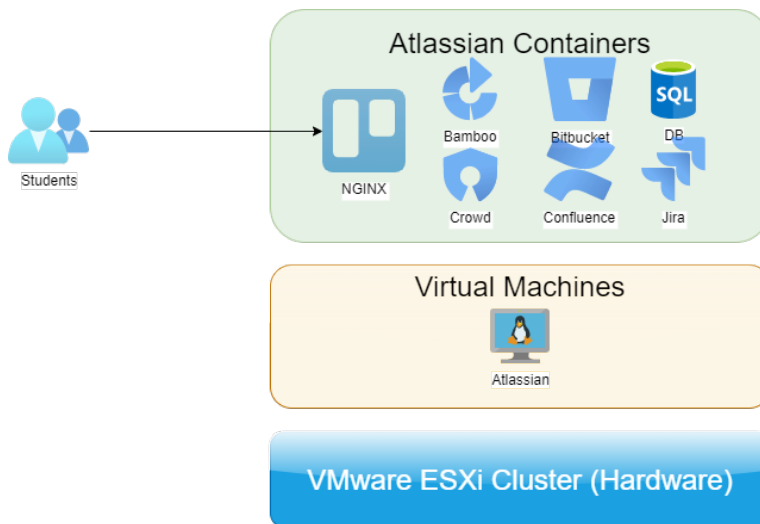 Atlassian Containers
Students
NGINX
Bamboo
Bitbucket
SQL
DB
Crowd
Confluence
Jira
Virtual Machines
Atlassian
VMware ESXi Cluster (Hardware)